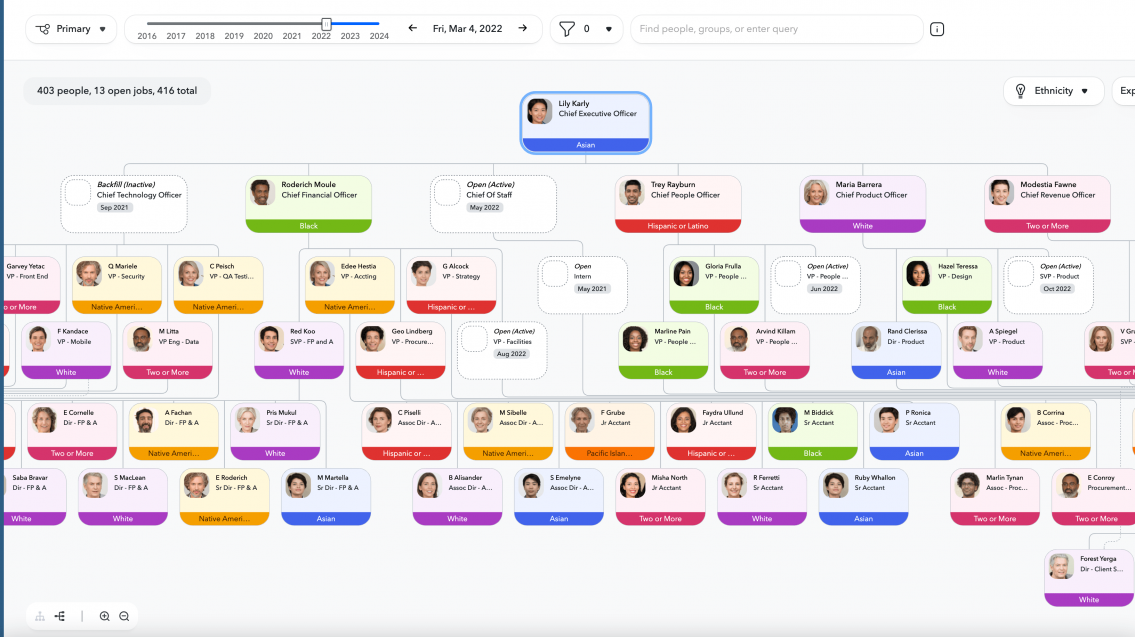 Primary
2016 2017 2018 2019 2020 2021 2022 2023 2024
Fri, Mar 4, 2022
0
Find people, groups, or enter query
403 people, 13 open jobs, 416 total
Ethnicity
Exp
Lily Karly
Chief Executive Officer
Asian
Backfill (Inactive)
Chief Technology Officer
Sep 2021
Roderich Moule
Chief Financial Officer
Black
Open (Active)
Chief Of Staff
May 2022
Trey Rayburn
Chief People Officer
Hispanic or Latino
Maria Barrera
Chief Product Officer
White
Modestia Fawne
Chief Revenue Officer
Two or More
Garvey Yetac
VP - Front End
o or More
Q Mariele
VP - Security
Native Ameri...
C Peisch
VP - QA Testi...
Native Ameri...
Edee Hestia
VP - Accting
Native Ameri...
G Alcock
VP - Strategy
Hispanic or ...
Open
Intern
May 2021
Gloria Frulla
VP - People ...
Black
Open (Active)
VP - People ...
Jun 2022
Hazel Teressa
VP - Design
Black
Open (Active)
SVP - Product
Oct 2022
F Kandace
VP - Mobile
White
M Litta
VP Eng - Data
Two or More
Red Koo
SVP - FP and A
White
Geo Lindberg
VP - Procure...
Hispanic or ...
Open (Active)
VP - Facilities
Aug 2022
Marline Pain
VP - People ...
Black
Arvind Killam
VP - People ...
Two or More
Rand Clerissa
Dir - Product
Asian
A Spiegel
VP - Product
White
V Gr
SVP
Two or
E Cornelle
Dir - FP & A
Two or More
A Fachan
Dir - FP & A
Native Ameri...
Pris Mukul
Sr Dir - FP & A
White
C Piselli
Assoc Dir - A...
Hispanic or ...
M Sibelle
Assoc Dir - A...
Native Ameri...
F Grube
Jr Acctant
Pacific Islan...
Faydra Ullund
Jr Acctant
Hispanic or ...
M Biddick
Sr Acctant
Black
P Ronica
Sr Acctant
Asian
B Corrina
Assoc - Proc...
Native Ameri...
Saba Bravar
Dir - FP & A
White
S MacLean
Dir - FP & A
White
E Roderich
Sr Dir - FP & A
Native Ameri...
M Martella
Sr Dir - FP & A
Asian
B Alisander
Assoc Dir - A...
White
S Emelyne
Assoc Dir - A...
Asian
Misha North
Jr Acctant
Two or More
R Ferretti
Sr Acctant
White
Ruby Whallon
Sr Acctant
Asian
Marlin Tynan
Assoc - Proc...
Two or More
E Conroy
Procurement...
Two or More
Forest Yerga
Dir - Client S...
White